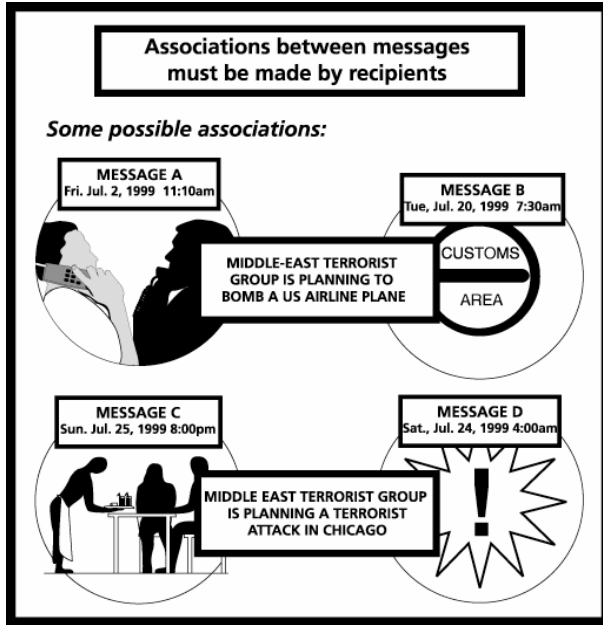 Associations between messages
must be made by recipients
Some possible associations:
MESSAGE A
Fri. Jul. 2, 1999 11:10am
MESSAGE B
Tue, Jul. 20, 1999 7:30am
MIDDLE-EAST TERRORIST
GROUP IS PLANNING TO
BOMB A US AIRLINE PLANE
CUSTOMS
AREA
MESSAGE C
Sun. Jul. 25, 1999 8:00pm
MESSAGE D
Sat., Jul. 24, 1999 4:00am
MIDDLE EAST TERRORIST GROUP
IS PLANNING A TERRORIST
ATTACK IN CHICAGO
!